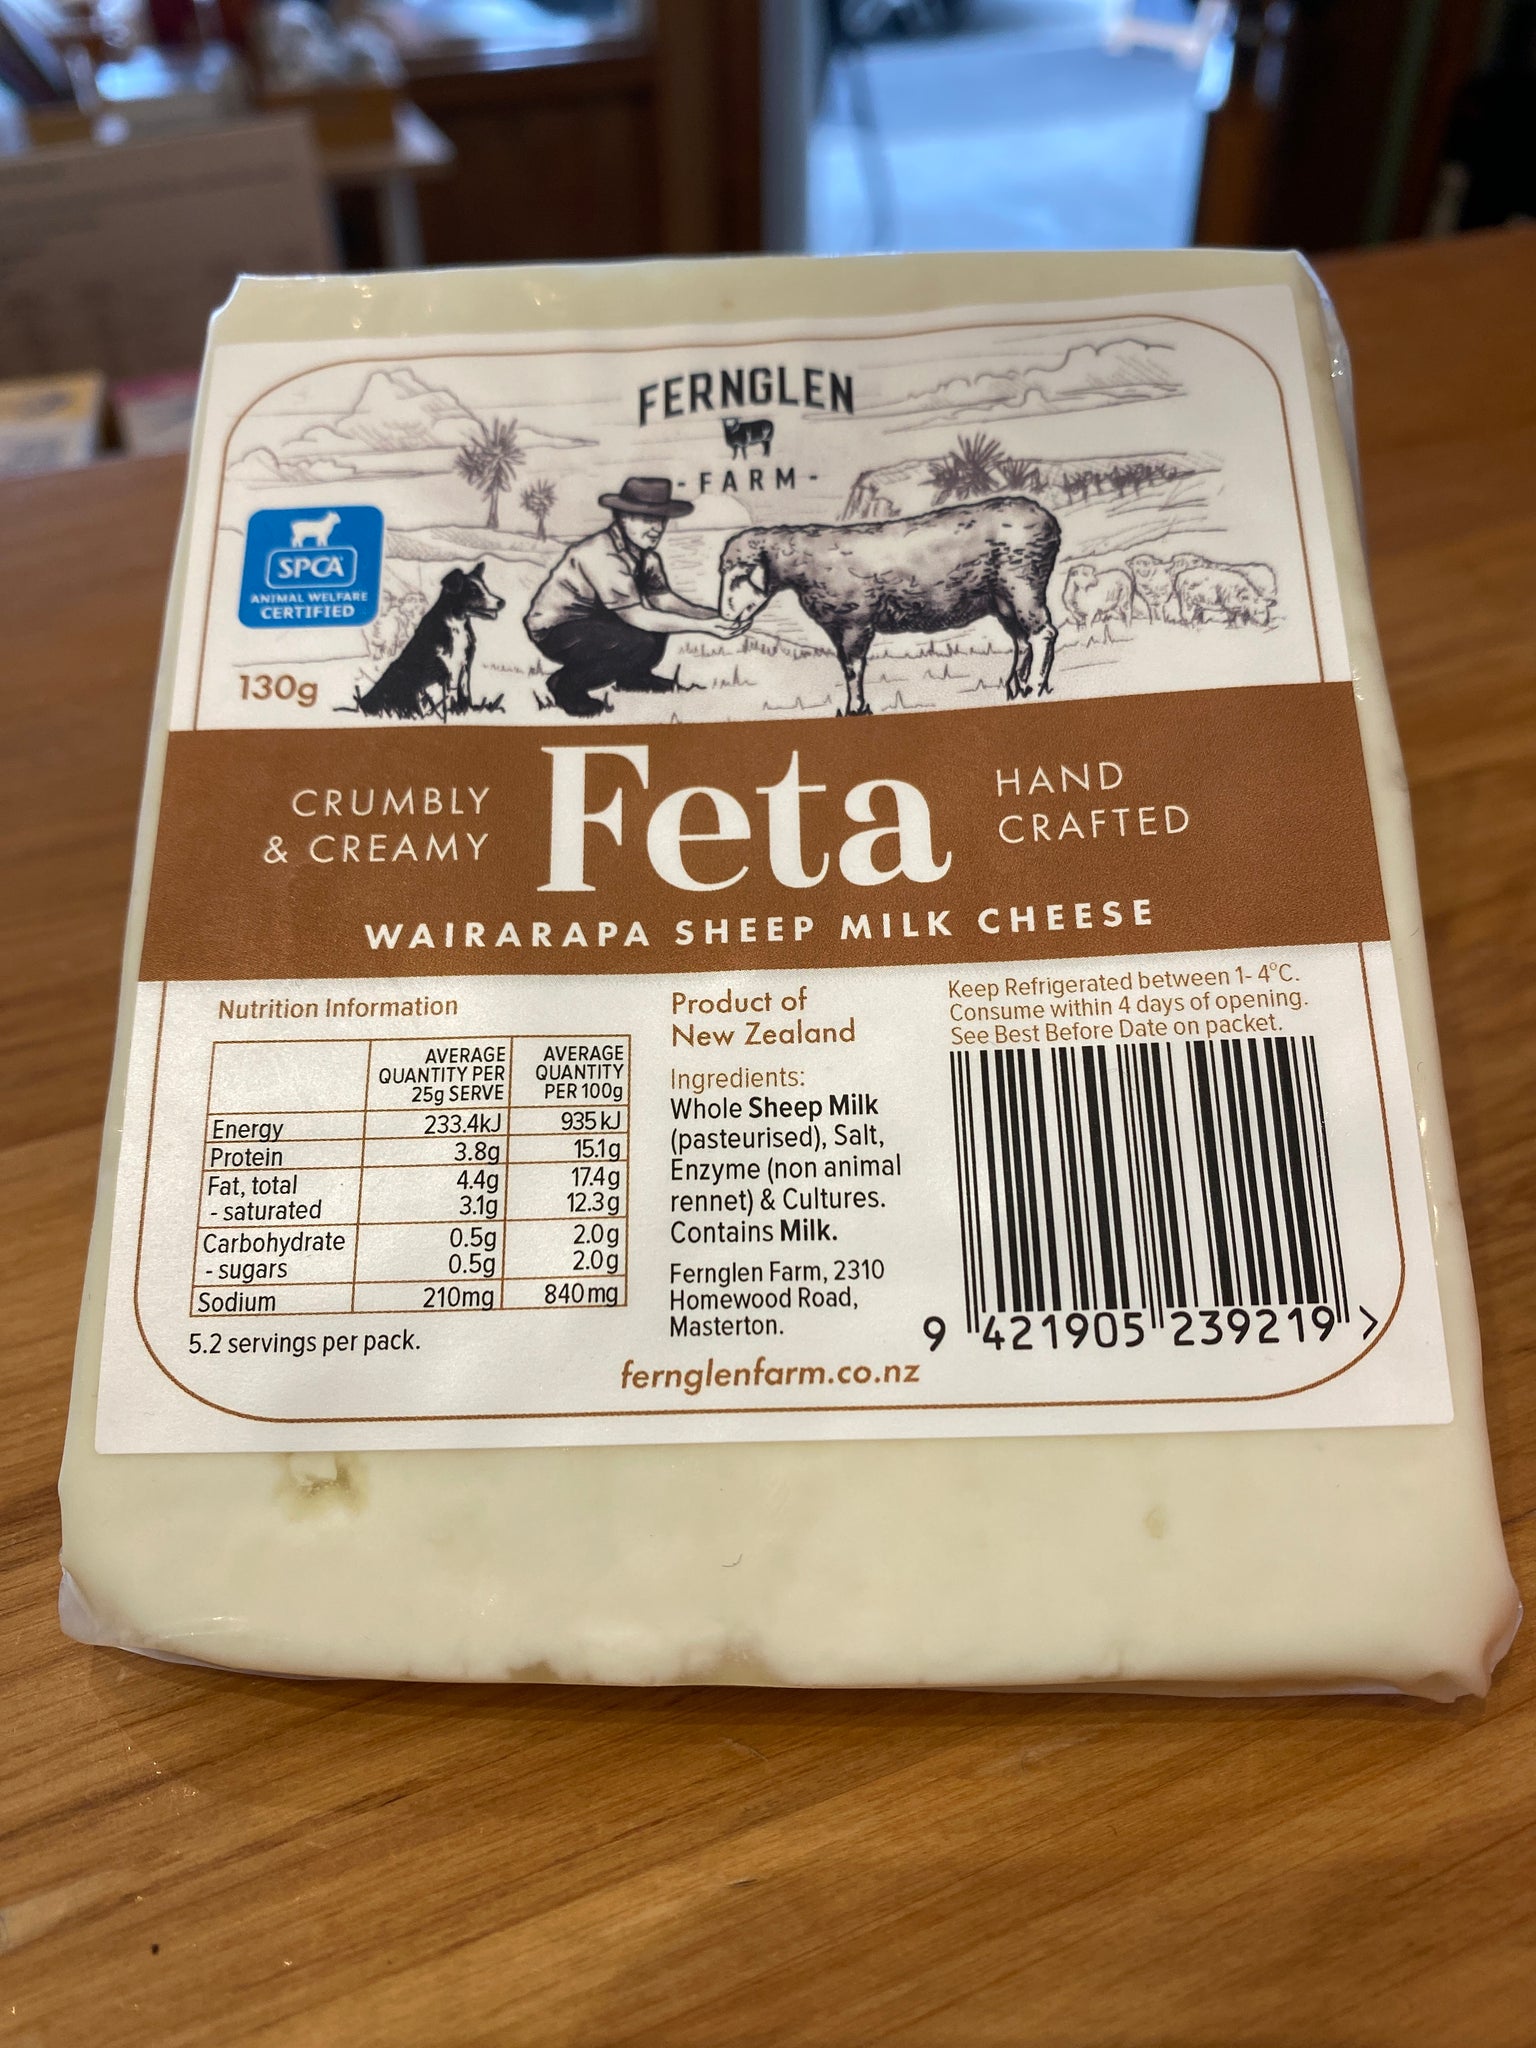 FERNGLEN
- FARM -
SPCA
ANIMAL WELFARE
CERTIFIED
130g
CRUMBLY
& CREAMY
Feta
HAND
CRAFTED
WAIRARAPA SHEEP MILK CHEESE
Nutrition Information
AVERAGE QUANTITY PER 25g SERVE AVERAGE QUANTITY PER 100g
Energy 233.4kJ 935kJ
Protein 3.8g 15.1g
Fat, total 4.4g 17.4g
- saturated 3.1g 12.3g
Carbohydrate 0.5g 2.0g
- sugars 0.5g 2.0g
Sodium 210mg 840mg
5.2 servings per pack.
Product of
New Zealand
Ingredients:
Whole Sheep Milk
(pasteurised), Salt,
Enzyme (non animal
rennet) & Cultures.
Contains Milk.
Fernglen Farm, 2310
Homewood Road,
Masterton.
fernglenfarm.co.nz
Keep Refrigerated between 1- 4°C.
Consume within 4 days of opening.
See Best Before Date on packet.
9 421905 239219 >